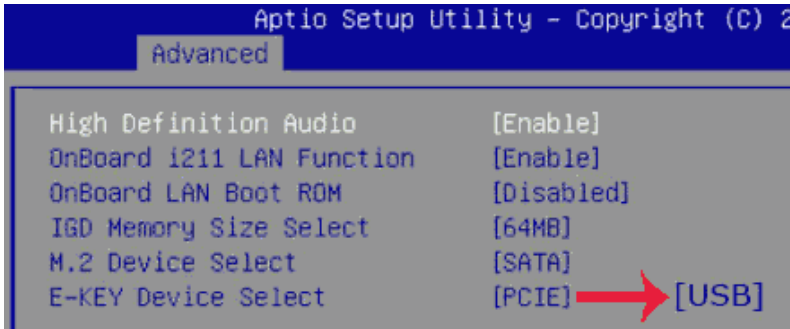 Aptio Setup Utility – Copyright (C) 2
Advanced
High Definition Audio [Enable]
OnBoard i211 LAN Function [Enable]
OnBoard LAN Boot ROM [Disabled]
IGD Memory Size Select [64MB]
M.2 Device Select [SATA]
E-KEY Device Select [PCIE] [USB]